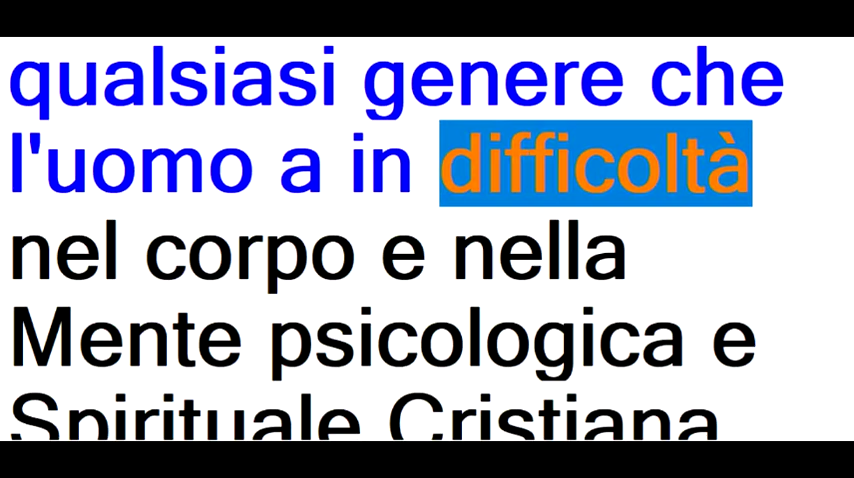 qualsiasi genere che
l'uomo a in difficoltà
nel corpo e nella
Mente psicologica e
Spirituale Cristiana